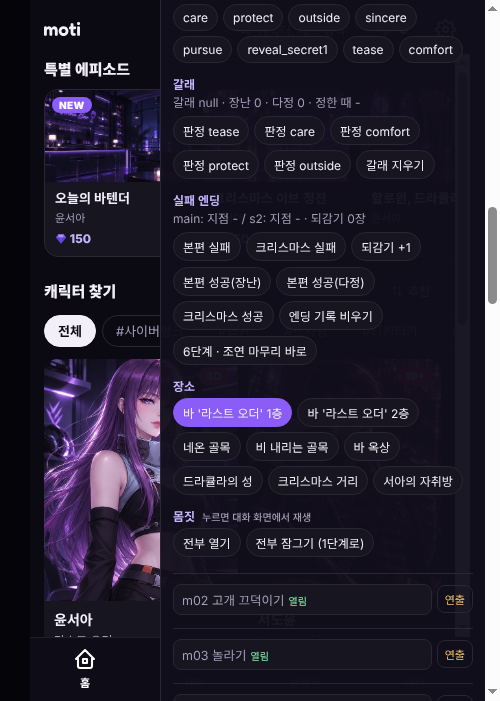 moti
특별 에피소드
NEW
오늘의 바텐더
윤서아
150
캐릭터 찾기
전체
#사이버
윤서아
홈
care
protect
outside
sincere
pursue
reveal_secret1
tease
comfort
갈래
갈래 null · 장난 0 · 다정 0 · 정한 때 -
판정 tease
판정 care
판정 comfort
판정 protect
판정 outside
갈래 지우기
실패 엔딩
main: 지점 - / s2: 지점 - · 되감기 0장
본편 실패
크리스마스 실패
되감기 +1
본편 성공(장난)
본편 성공(다정)
크리스마스 성공
엔딩 기록 비우기
6단계 · 조연 마무리 바로
장소
바 '라스트 오더' 1층
바 '라스트 오더' 2층
네온 골목
비 내리는 골목
바 옥상
드라큘라의 성
크리스마스 거리
서아의 자취방
몸짓 누르면 대화 화면에서 재생
전부 열기
전부 잠그기 (1단계로)
m02 고개 끄덕이기 열림
연출
m03 놀라기 열림
연출